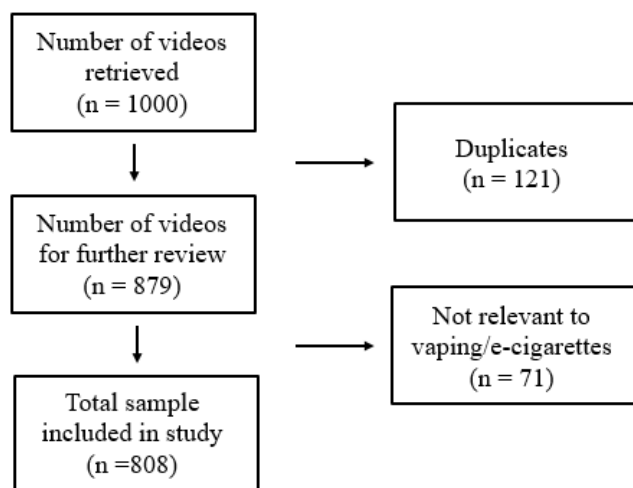 Number of videos
retrieved
(n = 1000)
Duplicates
(n = 121)
Number of videos
for further review
(n = 879)
Not relevant to
vaping/e-cigarettes
(n = 71)
Total sample
included in study
(n =808)